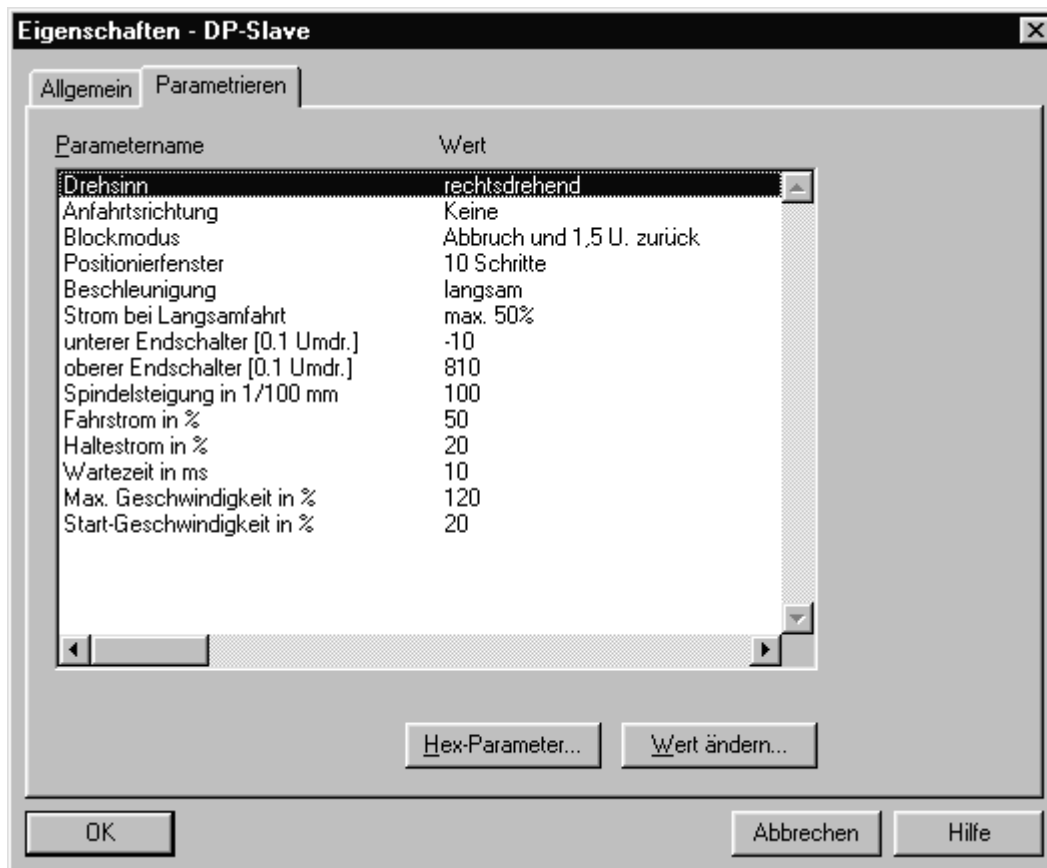 Eigenschaften - DP-Slave
Allgemein Parametrieren
Parametername Wert
Drehsinn rechtsdrehend
Anfahrtsrichtung Keine
Blockmodus Abbruch und 1,5 U. zurück
Positionierfenster 10 Schritte
Beschleunigung langsam
Strom bei Langsamfahrt max. 50%
unterer Endschalter [0.1 Umdr.] -10
oberer Endschalter [0.1 Umdr.] 810
Spindelsteigung in 1/100 mm 100
Fahrstrom in % 50
Haltestrom in % 20
Wartezeit in ms 10
Max. Geschwindigkeit in % 120
Start-Geschwindigkeit in % 20
Hex-Parameter... Wert ändern...
OK Abbrechen Hilfe